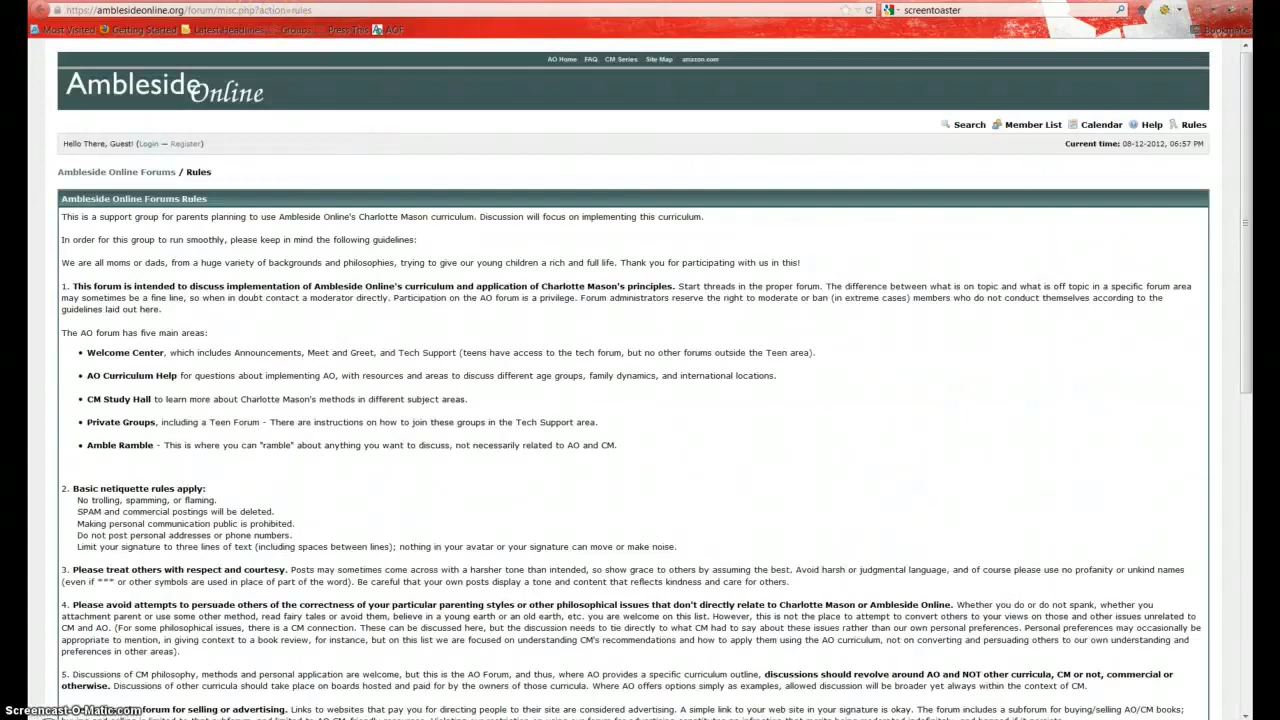 https://amblesideonline.org/forum/misc.php?action=rules
screentoaster
Most Visited Getting Started Latest Headlines Groups Press This AOF Bookmarks
AO Home FAQ CM Series Site Map amazon.com
Ambleside Online
Search Member List Calendar Help Rules
Hello There, Guest! (Login — Register) Current time: 08-12-2012, 06:57 PM
Ambleside Online Forums / Rules
Ambleside Online Forums Rules
This is a support group for parents planning to use Ambleside Online's Charlotte Mason curriculum. Discussion will focus on implementing this curriculum.
In order for this group to run smoothly, please keep in mind the following guidelines:
We are all moms or dads, from a huge variety of backgrounds and philosophies, trying to give our young children a rich and full life. Thank you for participating with us in this!
1. This forum is intended to discuss implementation of Ambleside Online's curriculum and application of Charlotte Mason's principles. Start threads in the proper forum. The difference between what is on topic and what is off topic in a specific forum area
may sometimes be a fine line, so when in doubt contact a moderator directly. Participation on the AO forum is a privilege. Forum administrators reserve the right to moderate or ban (in extreme cases) members who do not conduct themselves according to the
guidelines laid out here.
The AO forum has five main areas:
• Welcome Center, which includes Announcements, Meet and Greet, and Tech Support (teens have access to the tech forum, but no other forums outside the Teen area).
• AO Curriculum Help for questions about implementing AO, with resources and areas to discuss different age groups, family dynamics, and international locations.
• CM Study Hall to learn more about Charlotte Mason's methods in different subject areas.
• Private Groups, including a Teen Forum - There are instructions on how to join these groups in the Tech Support area.
• Amble Ramble - This is where you can "ramble" about anything you want to discuss, not necessarily related to AO and CM.
2. Basic netiquette rules apply:
No trolling, spamming, or flaming.
SPAM and commercial postings will be deleted.
Making personal communication public is prohibited.
Do not post personal addresses or phone numbers.
Limit your signature to three lines of text (including spaces between lines); nothing in your avatar or your signature can move or make noise.
3. Please treat others with respect and courtesy. Posts may sometimes come across with a harsher tone than intended, so show grace to others by assuming the best. Avoid harsh or judgmental language, and of course please use no profanity or unkind names
(even if *** or other symbols are used in place of part of the word). Be careful that your own posts display a tone and content that reflects kindness and care for others.
4. Please avoid attempts to persuade others of the correctness of your particular parenting styles or other philosophical issues that don't directly relate to Charlotte Mason or Ambleside Online. Whether you do or do not spank, whether you
attachment parent or use some other method, read fairy tales or avoid them, believe in a young earth or an old earth, etc. you are welcome on this list. However, this is not the place to attempt to convert others to your views on those and other issues unrelated to
CM and AO. (For some philosophical issues, there is a CM connection. These can be discussed here, but the discussion needs to tie directly to what CM had to say about these issues rather than our own personal preferences. Personal preferences may occasionally be
appropriate to mention, in giving context to a book review, for instance, but on this list we are focused on understanding CM's recommendations and how to apply them using the AO curriculum, not on converting and persuading others to our own understanding and
preferences in other areas).
5. Discussions of CM philosophy, methods and personal application are welcome, but this is the AO Forum, and thus, where AO provides a specific curriculum outline, discussions should revolve around AO and NOT other curricula, CM or not, commercial or
otherwise. Discussions of other curricula should take place on boards hosted and paid for by the owners of those curricula. Where AO offers options simply as examples, allowed discussion will be broader yet always within the context of CM.
forum for selling or advertising. Links to websites that pay you for directing people to their site are considered advertising. A simple link to your web site in your signature is okay. The forum includes a subforum for buying/selling AO/CM books;
Screencast-O-Matic.com